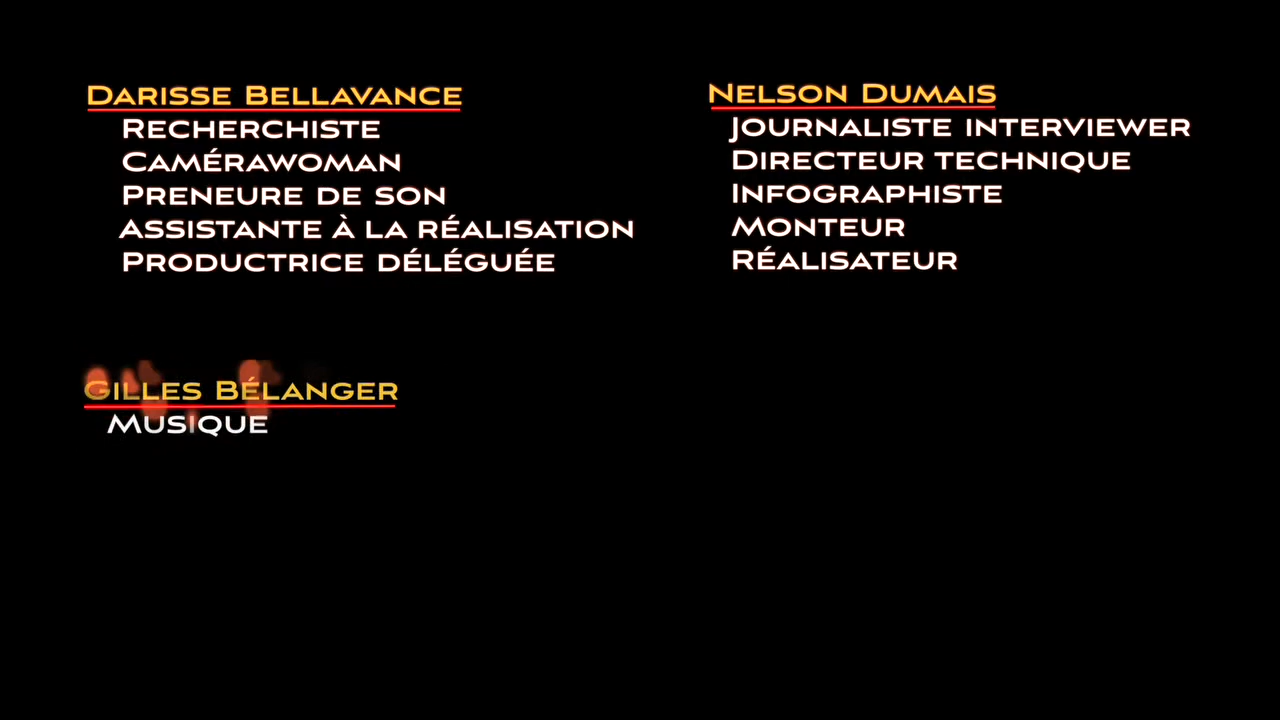 Darisse Bellavance
Recherchiste
Camérawoman
Preneure de son
Assistante à la réalisation
Productrice déléguée
Nelson Dumais
Journaliste interviewer
Directeur technique
Infographiste
Monteur
Réalisateur
Gilles Bélanger
Musique